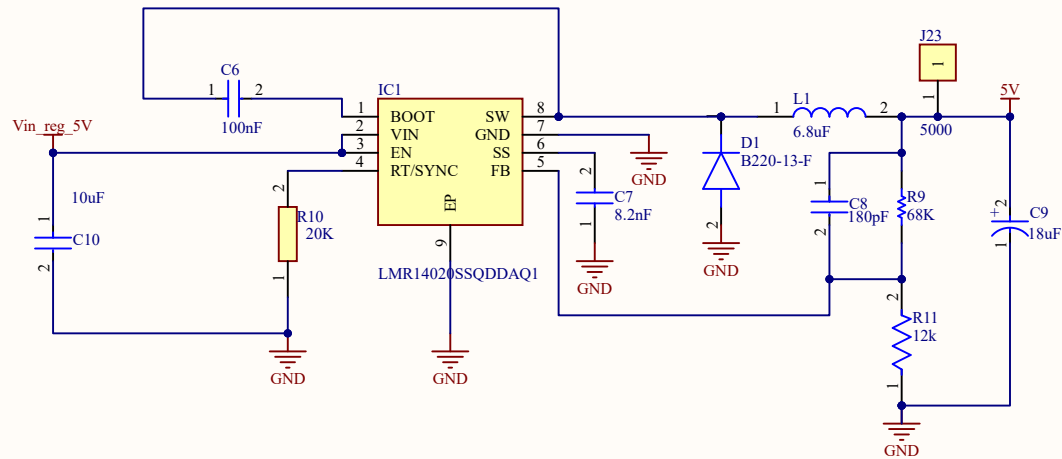 J23
1
1
5000
5V
C6
1
2
100nF
IC1
1
BOOT
SW
8
2
VIN
GND
7
3
EN
SS
6
4
RT/SYNC
FB
5
EP
9
LMR14020SSQDDAQ1
Vin_reg_5V
10uF
1
C10
2
2
R10
20K
1
GND
GND
GND
2
C7
8.2nF
1
GND
D1
B220-13-F
2
GND
L1
1
2
6.8uF
1
C8
180pF
2
R9
68K
2
R11
12k
1
GND
+
2
C9
18uF
1